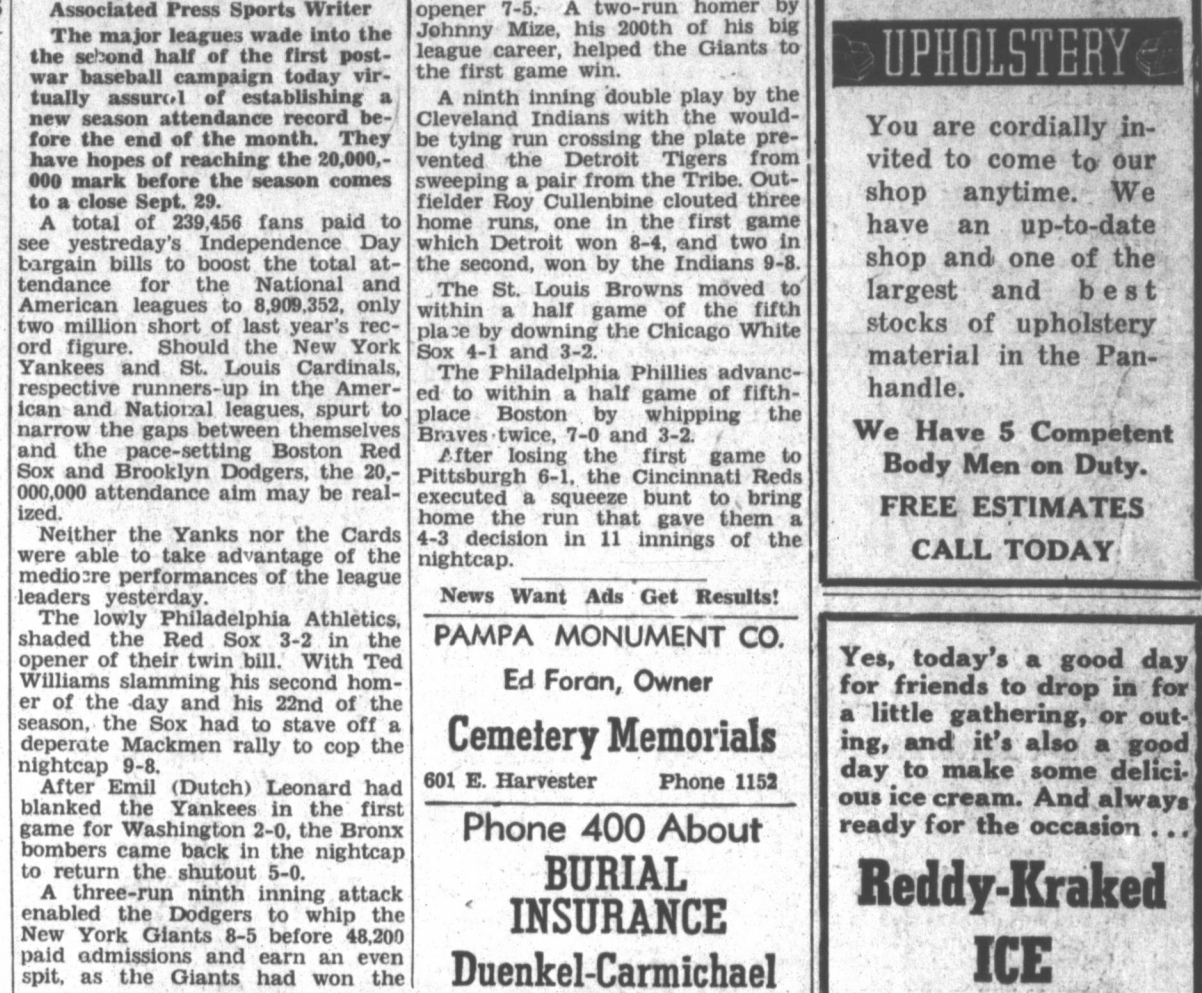 Associated Press Sports Writer
The major leagues wade into the
the second half of the first post-
war baseball campaign today vir-
tually assured of establishing a
new season attendance record be-
fore the end of the month. They
have hopes of reaching the 20,000,-
000 mark before the season comes
to a close Sept. 29.
A total of 239,456 fans paid to
see yestreday's Independence Day
bargain bills to boost the total at-
tendance for the National and
American leagues to 8,909,352, only
two million short of last year's rec-
ord figure. Should the New York
Yankees and St. Louis Cardinals,
respective runners-up in the Amer-
ican and National leagues, spurt to
narrow the gaps between themselves
and the pace-setting Boston Red
Sox and Brooklyn Dodgers, the 20,-
000,000 attendance aim may be real-
ized.
Neither the Yanks nor the Cards
were able to take advantage of the
mediocre performances of the league
leaders yesterday.
The lowly Philadelphia Athletics,
shaded the Red Sox 3-2 in the
opener of their twin bill. With Ted
Williams slamming his second hom-
er of the day and his 22nd of the
season, the Sox had to stave off a
deperate Mackmen rally to cop the
nightcap 9-8.
After Emil (Dutch) Leonard had
blanked the Yankees in the first
game for Washington 2-0, the Bronx
bombers came back in the nightcap
to return the shutout 5-0.
A three-run ninth inning attack
enabled the Dodgers to whip the
New York Giants 8-5 before 48,200
paid admissions and earn an even
spit, as the Giants had won the
opener 7-5. A two-run homer by
Johnny Mize, his 200th of his big
league career, helped the Giants to
the first game win.
A ninth inning double play by the
Cleveland Indians with the would-
be tying run crossing the plate pre-
vented the Detroit Tigers from
sweeping a pair from the Tribe. Out-
fielder Roy Cullenbine clouted three
home runs, one in the first game
which Detroit won 8-4, and two in
the second, won by the Indians 9-8.
The St. Louis Browns moved to
within a half game of the fifth
place by downing the Chicago White
Sox 4-1 and 3-2.
The Philadelphia Phillies advanc-
ed to within a half game of fifth-
place Boston by whipping the
Braves twice, 7-0 and 3-2.
After losing the first game to
Pittsburgh 6-1, the Cincinnati Reds
executed a squeeze bunt to bring
home the run that gave them a
4-3 decision in 11 innings of the
nightcap.
News Want Ads Get Results!
PAMPA MONUMENT CO.
Ed Foran, Owner
Cemetery Memorials
601 E. Harvester Phone 1152
Phone 400 About
BURIAL
INSURANCE
Duenkel-Carmichael
UPHOLSTERY
You are cordially in-
vited to come to our
shop anytime. We
have an up-to-date
shop and one of the
largest and best
stocks of upholstery
material in the Pan-
handle.
We Have 5 Competent
Body Men on Duty.
FREE ESTIMATES
CALL TODAY
Yes, today's a good day
for friends to drop in for
a little gathering, or out-
ing, and it's also a good
day to make some delici-
ous ice cream. And always
ready for the occasion ...
Reddy-Kraked
ICE